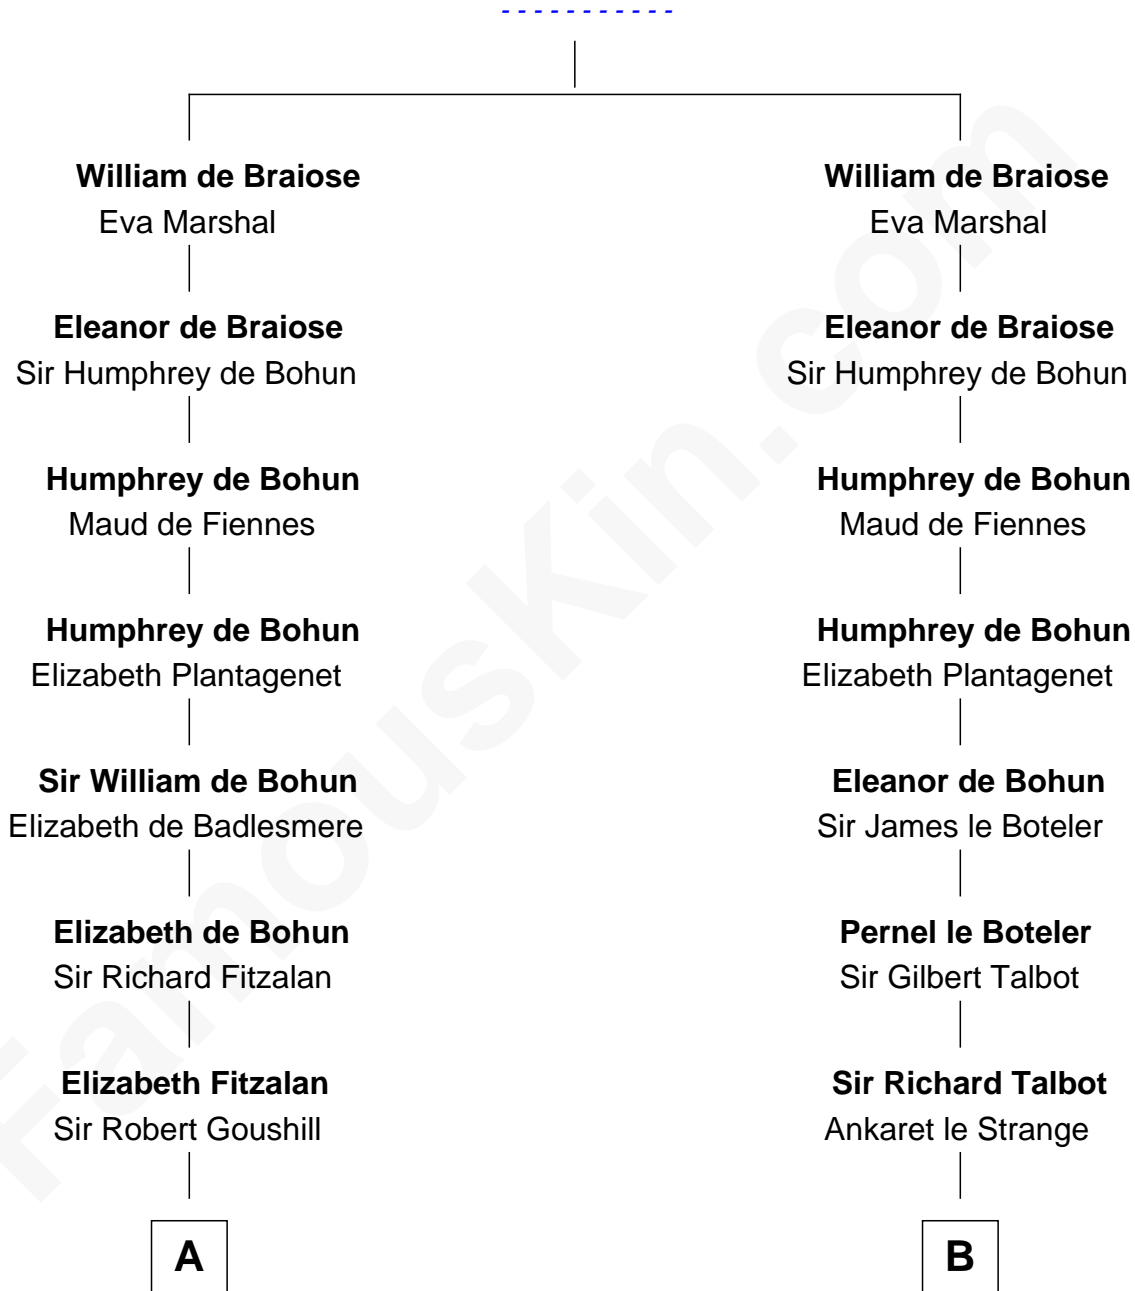 - - - - - - - - - - -
William de Braiose
Eva Marshal
Eleanor de Braiose
Sir Humphrey de Bohun
Humphrey de Bohun
Maud de Fiennes
Humphrey de Bohun
Elizabeth Plantagenet
Sir William de Bohun
Elizabeth de Badlesmere
Elizabeth de Bohun
Sir Richard Fitzalan
Elizabeth Fitzalan
Sir Robert Goushill
A
William de Braiose
Eva Marshal
Eleanor de Braiose
Sir Humphrey de Bohun
Humphrey de Bohun
Maud de Fiennes
Humphrey de Bohun
Elizabeth Plantagenet
Eleanor de Bohun
Sir James le Boteler
Pernel le Boteler
Sir Gilbert Talbot
Sir Richard Talbot
Ankaret le Strange
B
FamousKin.com